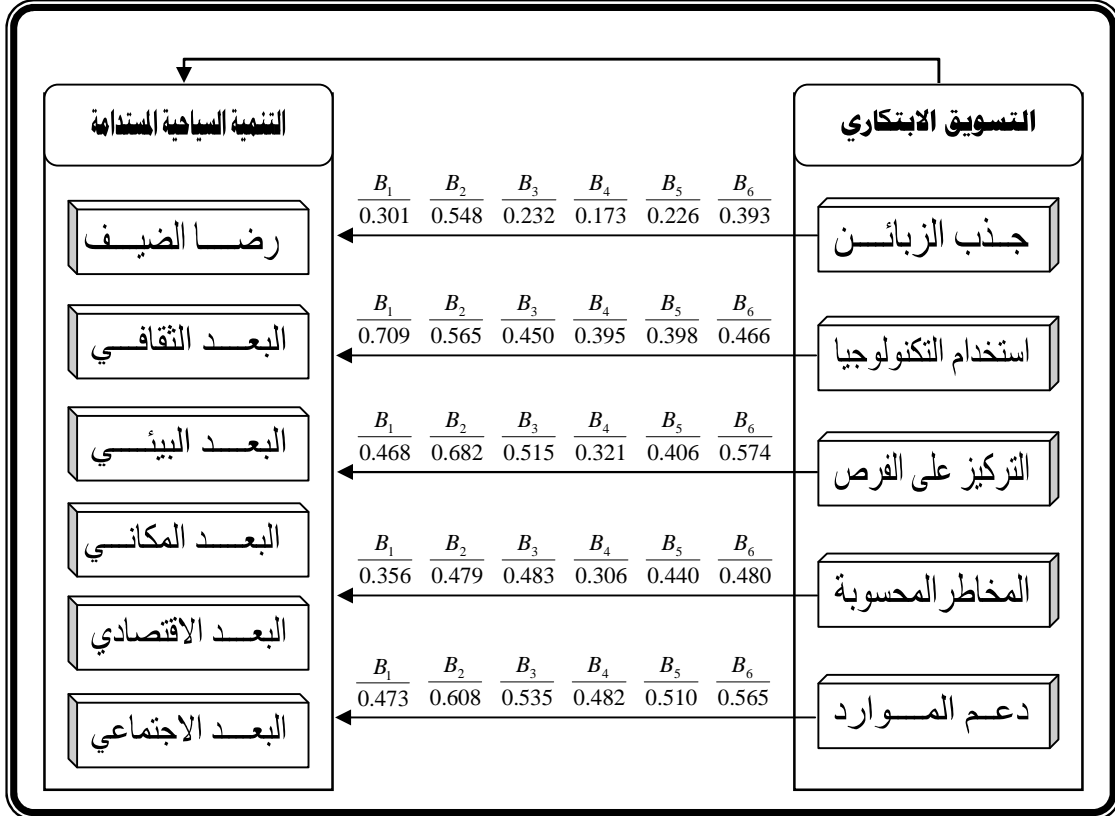 التسويق الابتكاري
جذب الزبائن
استخدام التكنولوجيا
التركيز على الفرص
المخاطر المحسوبة
دعم الموارد
B₁ B₂ B₃ B₄ B₅ B₆
0.301 0.548 0.232 0.173 0.226 0.393
B₁ B₂ B₃ B₄ B₅ B₆
0.709 0.565 0.450 0.395 0.398 0.466
B₁ B₂ B₃ B₄ B₅ B₆
0.468 0.682 0.515 0.321 0.406 0.574
B₁ B₂ B₃ B₄ B₅ B₆
0.356 0.479 0.483 0.306 0.440 0.480
B₁ B₂ B₃ B₄ B₅ B₆
0.473 0.608 0.535 0.482 0.510 0.565
التنمية السياحية المستدامة
رضا الضيف
البعد الثقافي
البعد البيئي
البعد المكاني
البعد الاقتصادي
البعد الاجتماعي